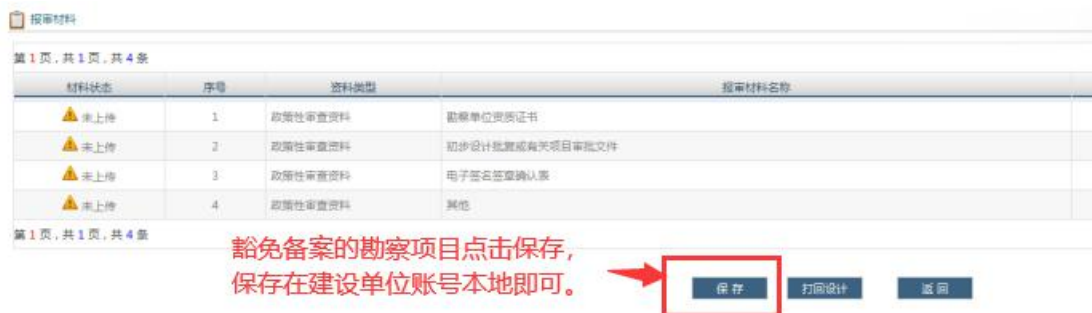 报审材料
第 1 页 , 共 1 页 , 共 4 条
材料状态 序号 资料类型 报审材料名称
未上传 1 政策性审查资料 勘察单位资质证书
未上传 2 政策性审查资料 初步设计批复或有关项目审批文件
未上传 3 政策性审查资料 电子签名签章确认表
未上传 4 政策性审查资料 其他
第 1 页 , 共 1 页 , 共 4 条
豁免备案的勘察项目点击保存，
保存在建设单位账号本地即可。
保 存 打回设计 返 回